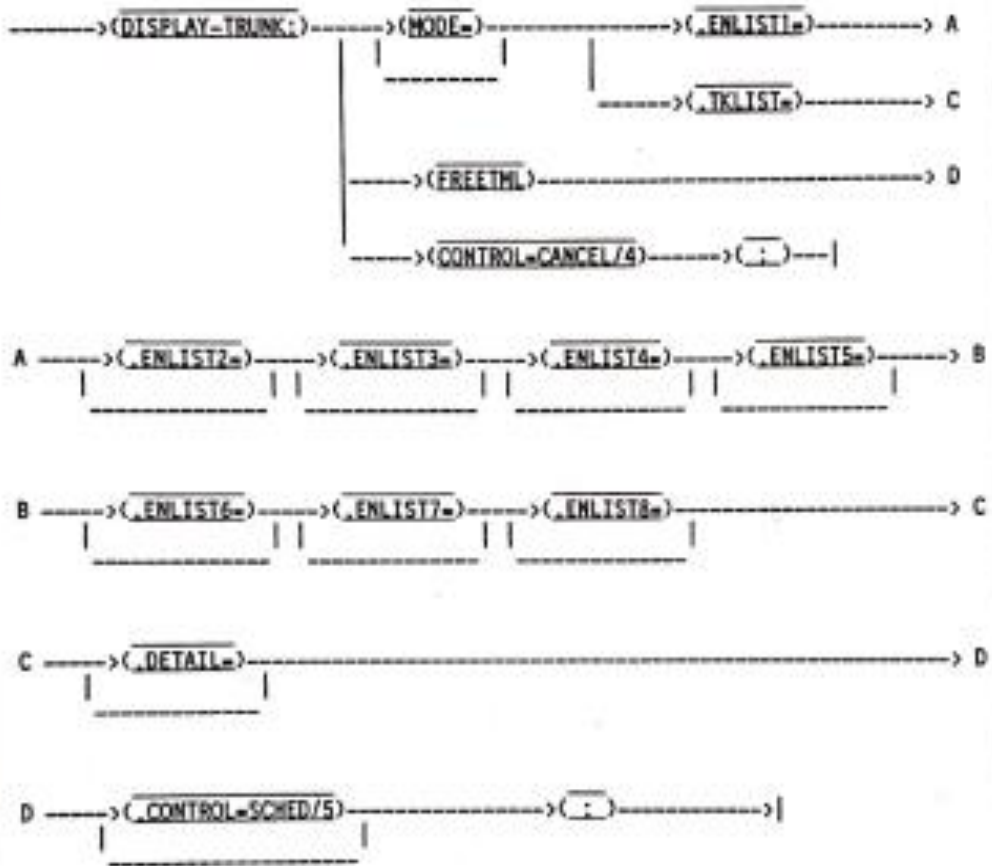 ------>(DISPLAY-TRUNK:)------->(MODE=)------------->(.ENLIST1=)--------> A
----->(.TKLIST=)---------> C
----->(FREETML)-----------------------------> D
----->(CONTROL=CANCEL/4)------>(;)---|
A ----->(.ENLIST2=)---->(.ENLIST3=)---->(.ENLIST4=)---->(.ENLIST5=)-----> B
B ----->(.ENLIST6=)---->(.ENLIST7=)---->(.ENLIST8=)-----------------> C
C ----->(.DETAIL=)--------------------------------------------> D
D ----->(.CONTROL=SCHED/5)------------->(;)---------->|